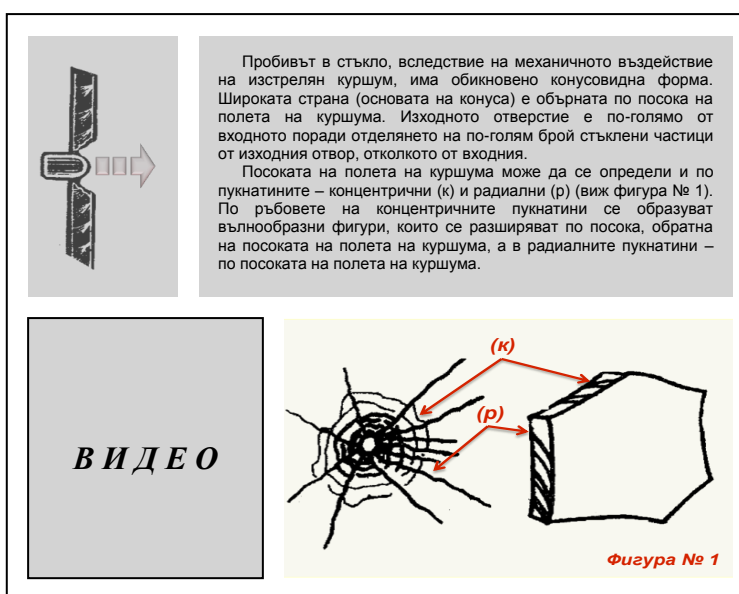 Пробивът в стъкло, вследствие на механичното въздействие
на изстрелян куршум, има обикновено конусовидна форма.
Широката страна (основата на конуса) е обърната по посока на
полета на куршума. Изходното отверстие е по-голямо от
входното поради отделянето на по-голям брой стъклени частици
от изходния отвор, отколкото от входния.
Посоката на полета на куршума може да се определи и по
пукнатините – концентрични (к) и радиални (р) (виж фигура № 1).
По ръбовете на концентричните пукнатини се образуват
вълнообразни фигури, които се разширяват по посока, обратна
на посоката на полета на куршума, а в радиалните пукнатини –
по посоката на полета на куршума.
ВИДЕО
(к)
(р)
Фигура № 1